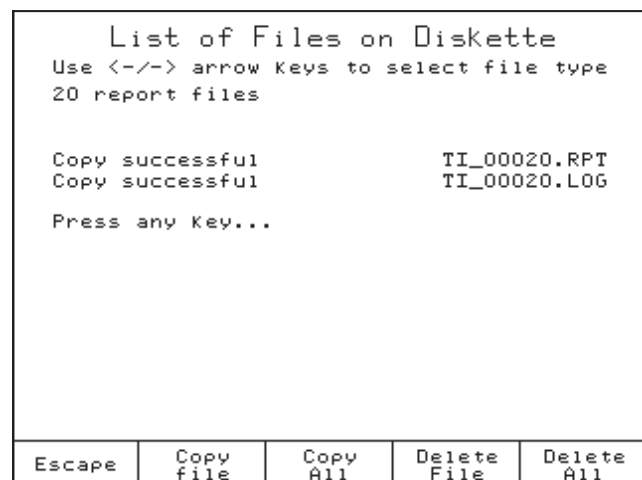 List of Files on Diskette
Use <-/-> arrow Keys to select file type
20 report files
Copy successful TI_00020.RPT
Copy successful TI_00020.LOG
Press any Key...
Escape
Copy file
Copy All
Delete File
Delete All